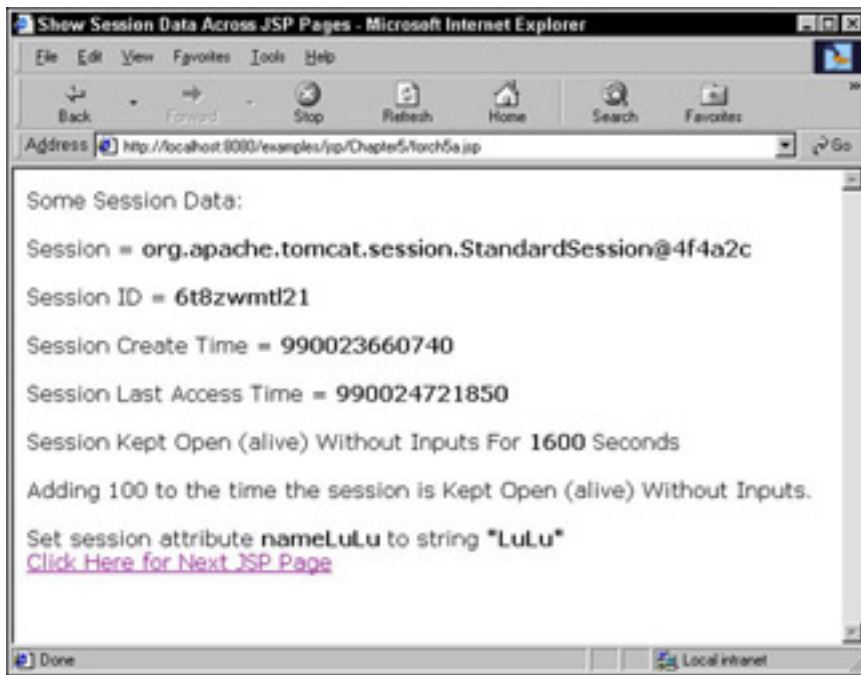 Show Session Data Across JSP Pages - Microsoft Internet Explorer
File Edit View Favorites Tools Help
Back Forward Stop Refresh Home Search Favorites
Address http://localhost:8080/examples/jsp/Chapter5/forch5a.jsp Go
Some Session Data:
Session = org.apache.tomcat.session.StandardSession@4f4a2c
Session ID = 6t8zwmtl21
Session Create Time = 990023660740
Session Last Access Time = 990024721850
Session Kept Open (alive) Without Inputs For 1600 Seconds
Adding 100 to the time the session is Kept Open (alive) Without Inputs.
Set session attribute nameLuLu to string "LuLu"
Click Here for Next JSP Page
Done Local intranet